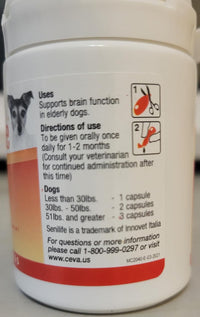 Uses
Supports brain function
in elderly dogs.
1
Directions of use
To be given orally once
daily for 1-2 months
(Consult your veterinarian
for continued administration after
this time)
2
Dogs
Less than 30lbs. - 1 capsule
30lbs. - 50lbs. - 2 capsules
51lbs. and greater - 3 capsules
Senilife is a trademark of Innovet Italia
For questions or more information
please call 1-800-999-0297 or visit
www.ceva.us